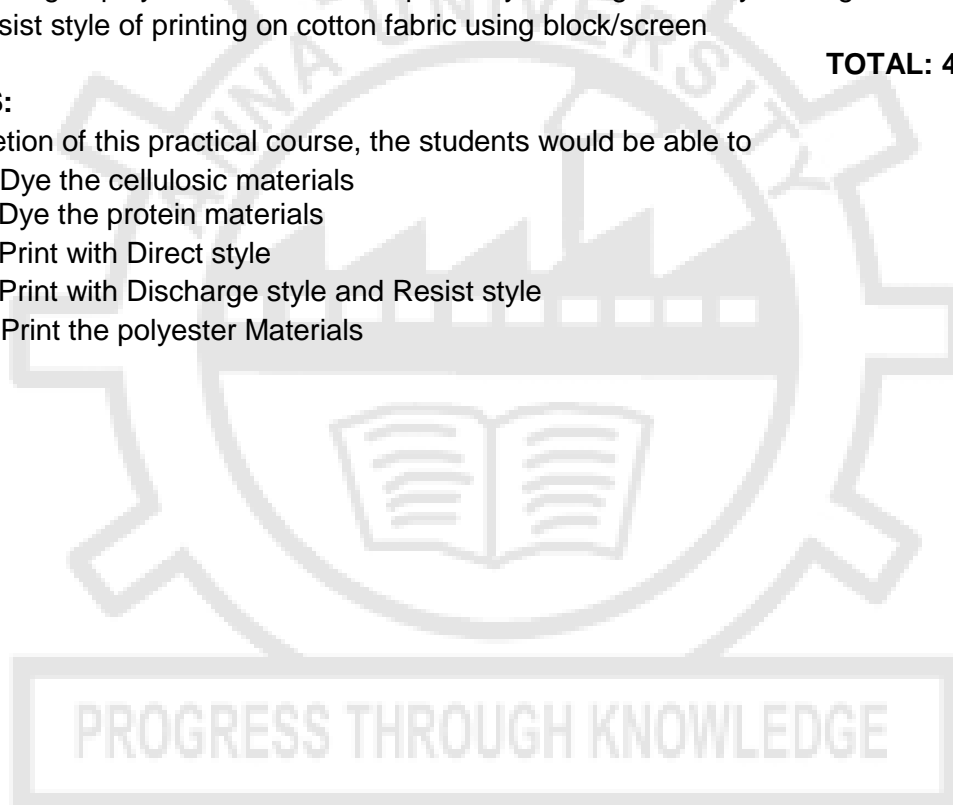 sist style of printing on cotton fabric using block/screen
TOTAL: 4
S:
etion of this practical course, the students would be able to
Dye the cellulosic materials
Dye the protein materials
Print with Direct style
Print with Discharge style and Resist style
Print the polyester Materials
ANNA UNIVERSITY
PROGRESS THROUGH KNOWLEDGE